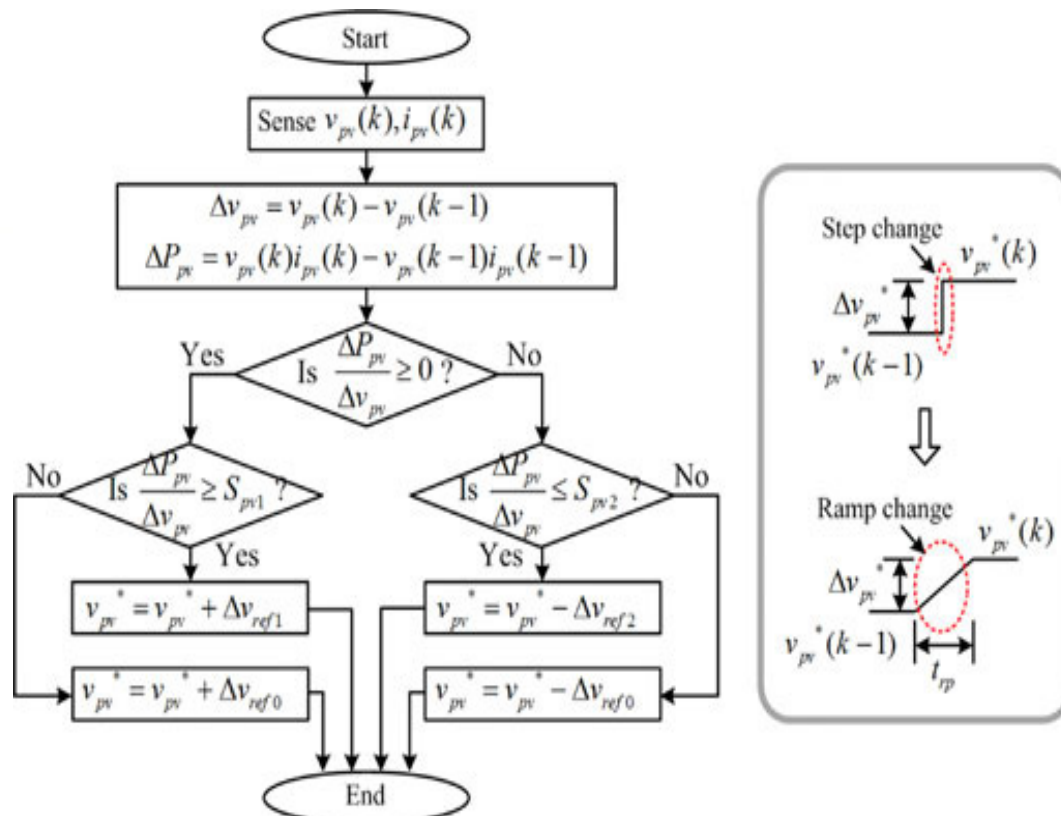 Start
Sense v_pv(k), i_pv(k)
Δv_pv = v_pv(k) − v_pv(k−1)
ΔP_pv = v_pv(k)i_pv(k) − v_pv(k−1)i_pv(k−1)
Yes
Is ΔP_pv/Δv_pv ≥ 0 ?
No
No
Is ΔP_pv/Δv_pv ≥ S_pv1 ?
Yes
Is ΔP_pv/Δv_pv ≤ S_pv2 ?
No
Yes
v_pv* = v_pv* + Δv_ref1
v_pv* = v_pv* − Δv_ref2
v_pv* = v_pv* + Δv_ref0
v_pv* = v_pv* − Δv_ref0
End
Step change
v_pv*(k)
Δv_pv*
v_pv*(k−1)
Ramp change
v_pv*(k)
Δv_pv*
v_pv*(k−1)
t_rp